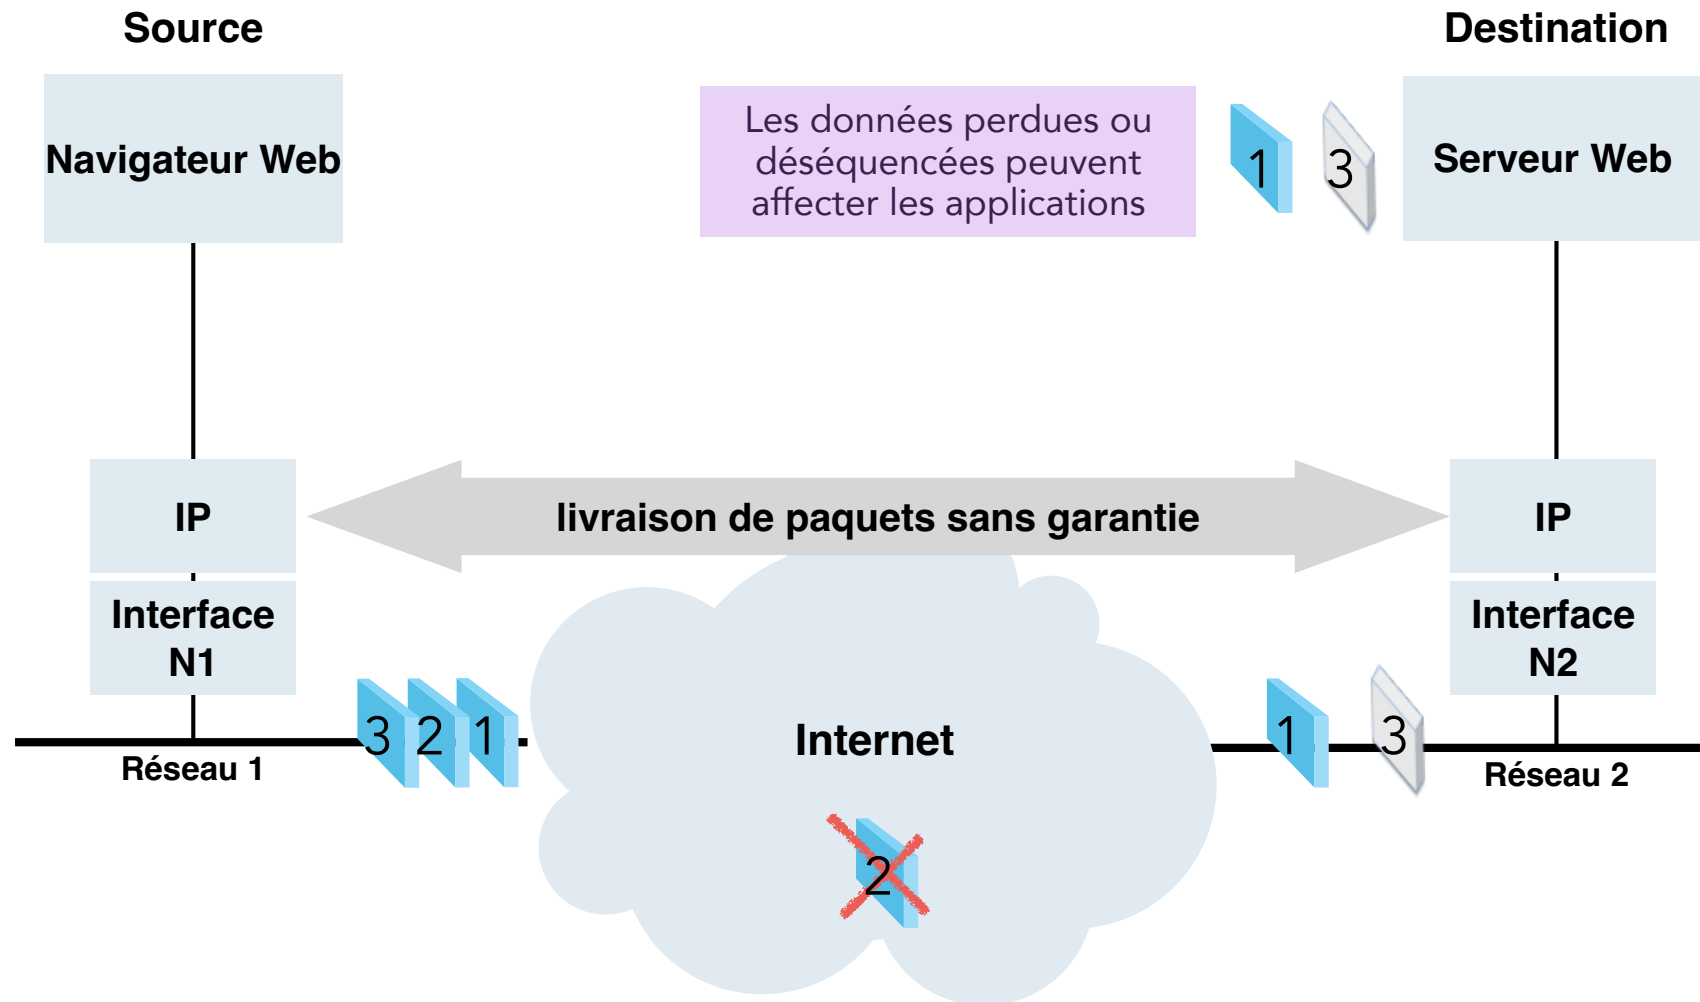 Source
Destination
Navigateur Web
Les données perdues ou
déséquencées peuvent
affecter les applications
1
3
Serveur Web
IP
livraison de paquets sans garantie
IP
Interface
N1
Interface
N2
3
2
1
Internet
1
3
Réseau 1
Réseau 2
2